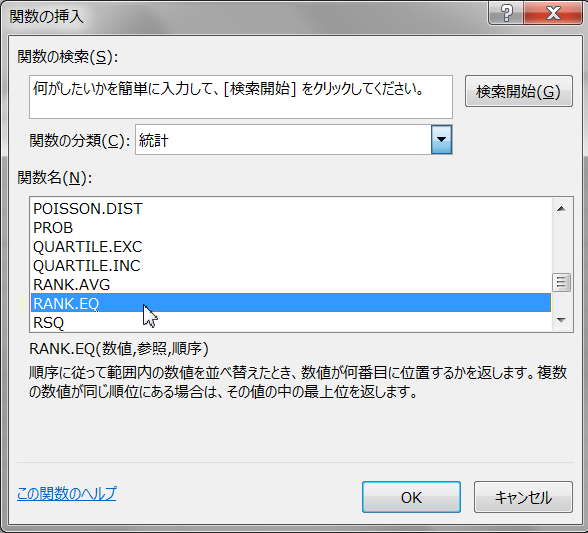 関数の挿入
関数の検索(S):
何がしたいかを簡単に入力して、[検索開始] をクリックしてください。
検索開始(G)
関数の分類(C): 統計
関数名(N):
POISSON.DIST
PROB
QUARTILE.EXC
QUARTILE.INC
RANK.AVG
RANK.EQ
RSQ
RANK.EQ(数値,参照,順序)
順序に従って範囲内の数値を並べ替えたとき、数値が何番目に位置するかを返します。複数
の数値が同じ順位にある場合は、その値の中の最上位を返します。
この関数のヘルプ
OK
キャンセル